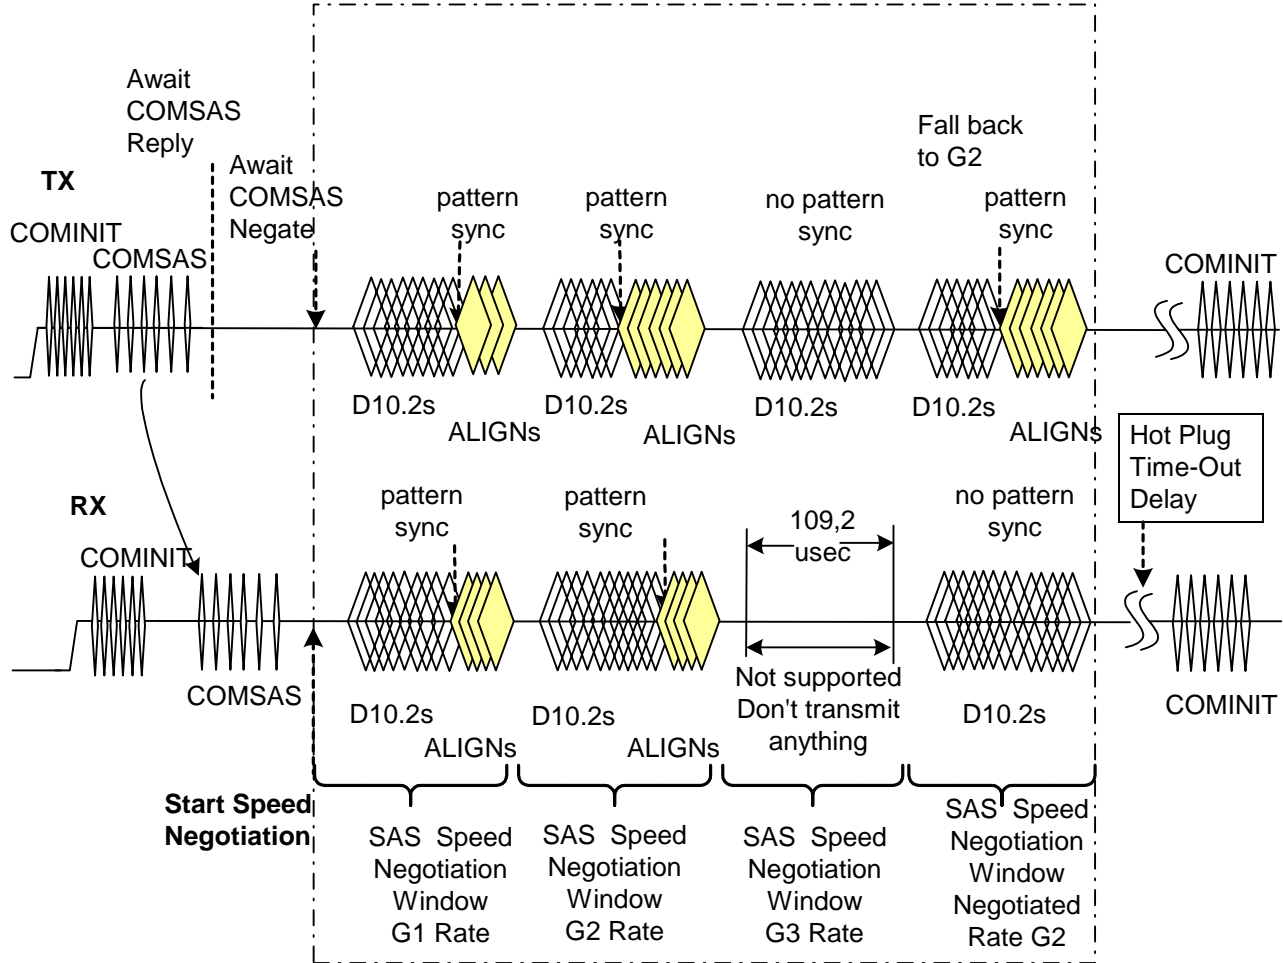 Await
COMSAS
Reply
Await
COMSAS
Negate
Fall back
to G2
TX
COMINIT
COMSAS
pattern
sync
pattern
sync
no pattern
sync
pattern
sync
COMINIT
D10.2s
ALIGNs
D10.2s
ALIGNs
D10.2s
D10.2s
ALIGNs
Hot Plug
Time-Out
Delay
RX
COMINIT
COMSAS
pattern
sync
pattern
sync
109,2
usec
no pattern
sync
D10.2s
ALIGNs
D10.2s
ALIGNs
Not supported
Don't transmit
anything
D10.2s
COMINIT
Start Speed
Negotiation
SAS Speed
Negotiation
Window
G1 Rate
SAS Speed
Negotiation
Window
G2 Rate
SAS Speed
Negotiation
Window
G3 Rate
SAS Speed
Negotiation
Window
Negotiated
Rate G2